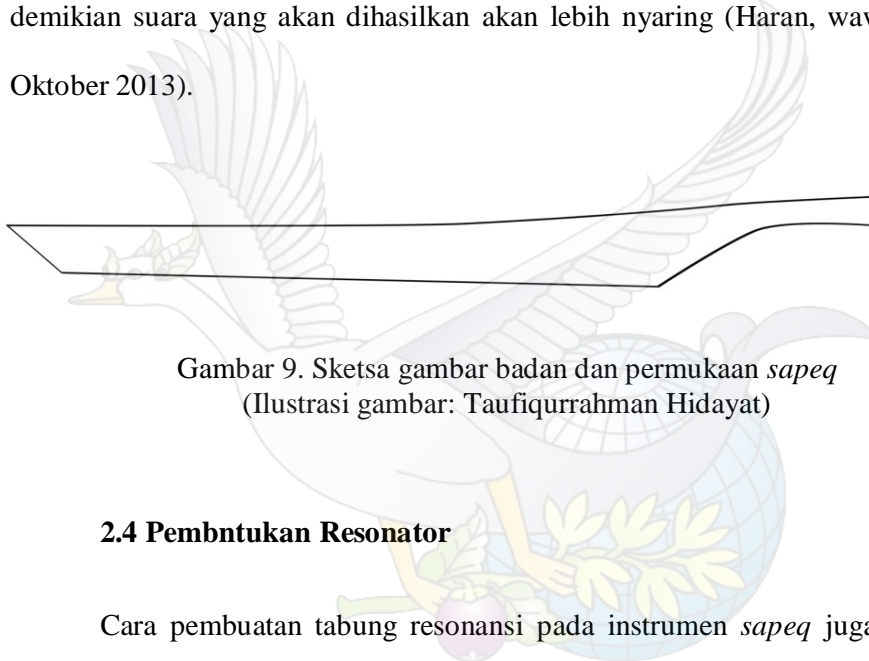 demikian suara yang akan dihasilkan akan lebih nyaring (Haran,
Oktober 2013).
Gambar 9. Sketsa gambar badan dan permukaan sapeq
(Ilustrasi gambar: Taufiqurrahman Hidayat)
2.4 Pembntukan Resonator
Cara pembuatan tabung resonansi pada instrumen sapeq juga